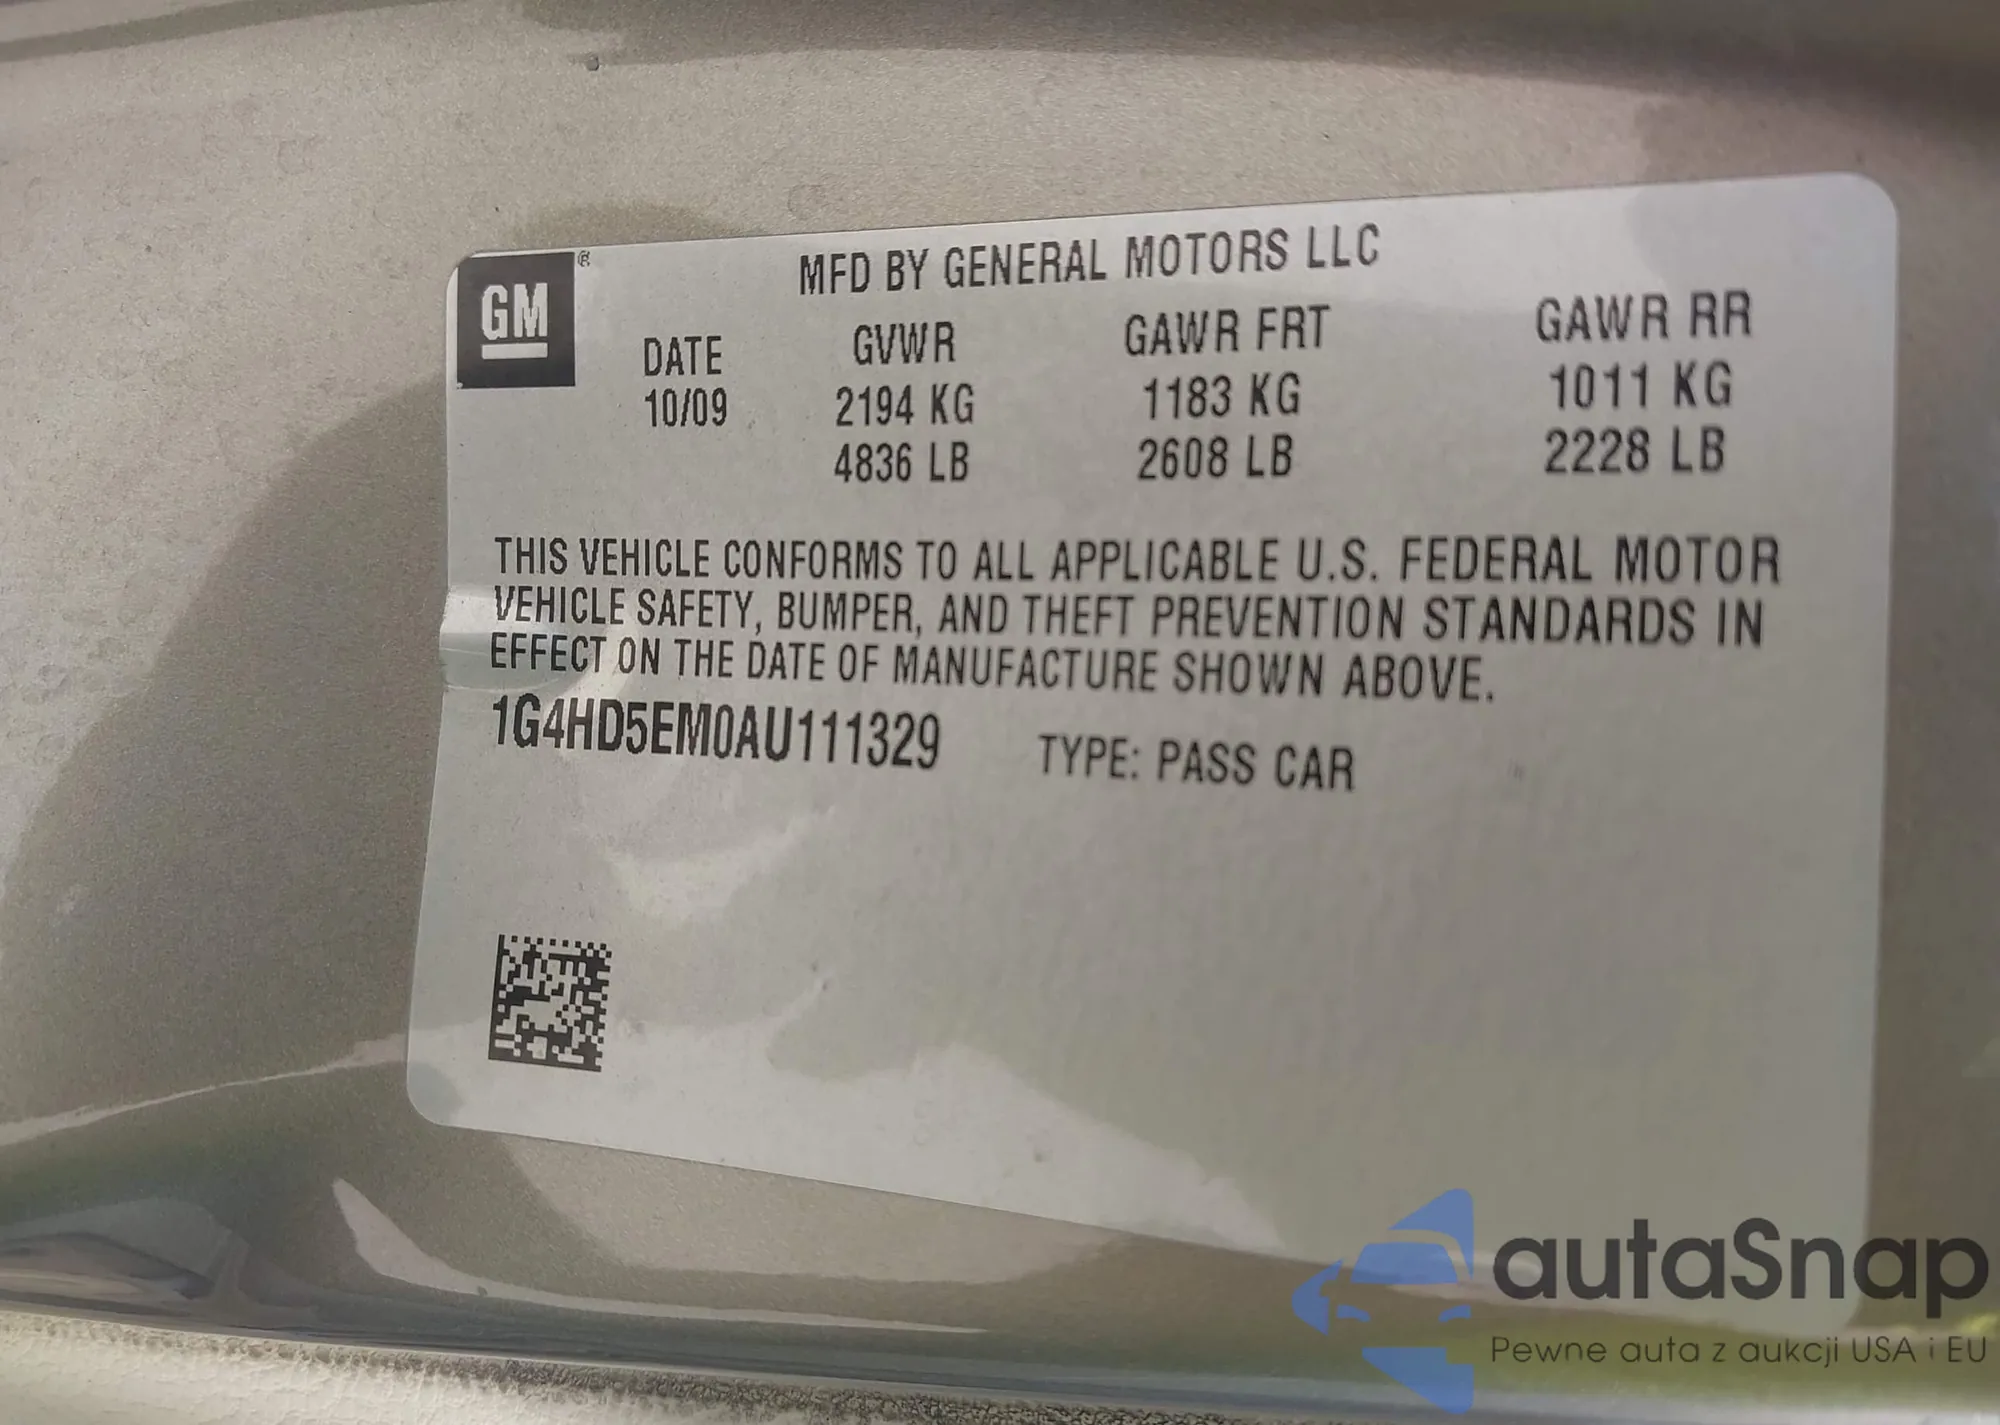 GM
®
MFD BY GENERAL MOTORS LLC
DATE GVWR GAWR FRT GAWR RR
10/09 2194 KG 1183 KG 1011 KG
4836 LB 2608 LB 2228 LB
THIS VEHICLE CONFORMS TO ALL APPLICABLE U.S. FEDERAL MOTOR
VEHICLE SAFETY, BUMPER, AND THEFT PREVENTION STANDARDS IN
EFFECT ON THE DATE OF MANUFACTURE SHOWN ABOVE.
1G4HD5EM0AU111329 TYPE: PASS CAR
autaSnap
Pewne auta z aukcji USA i EU